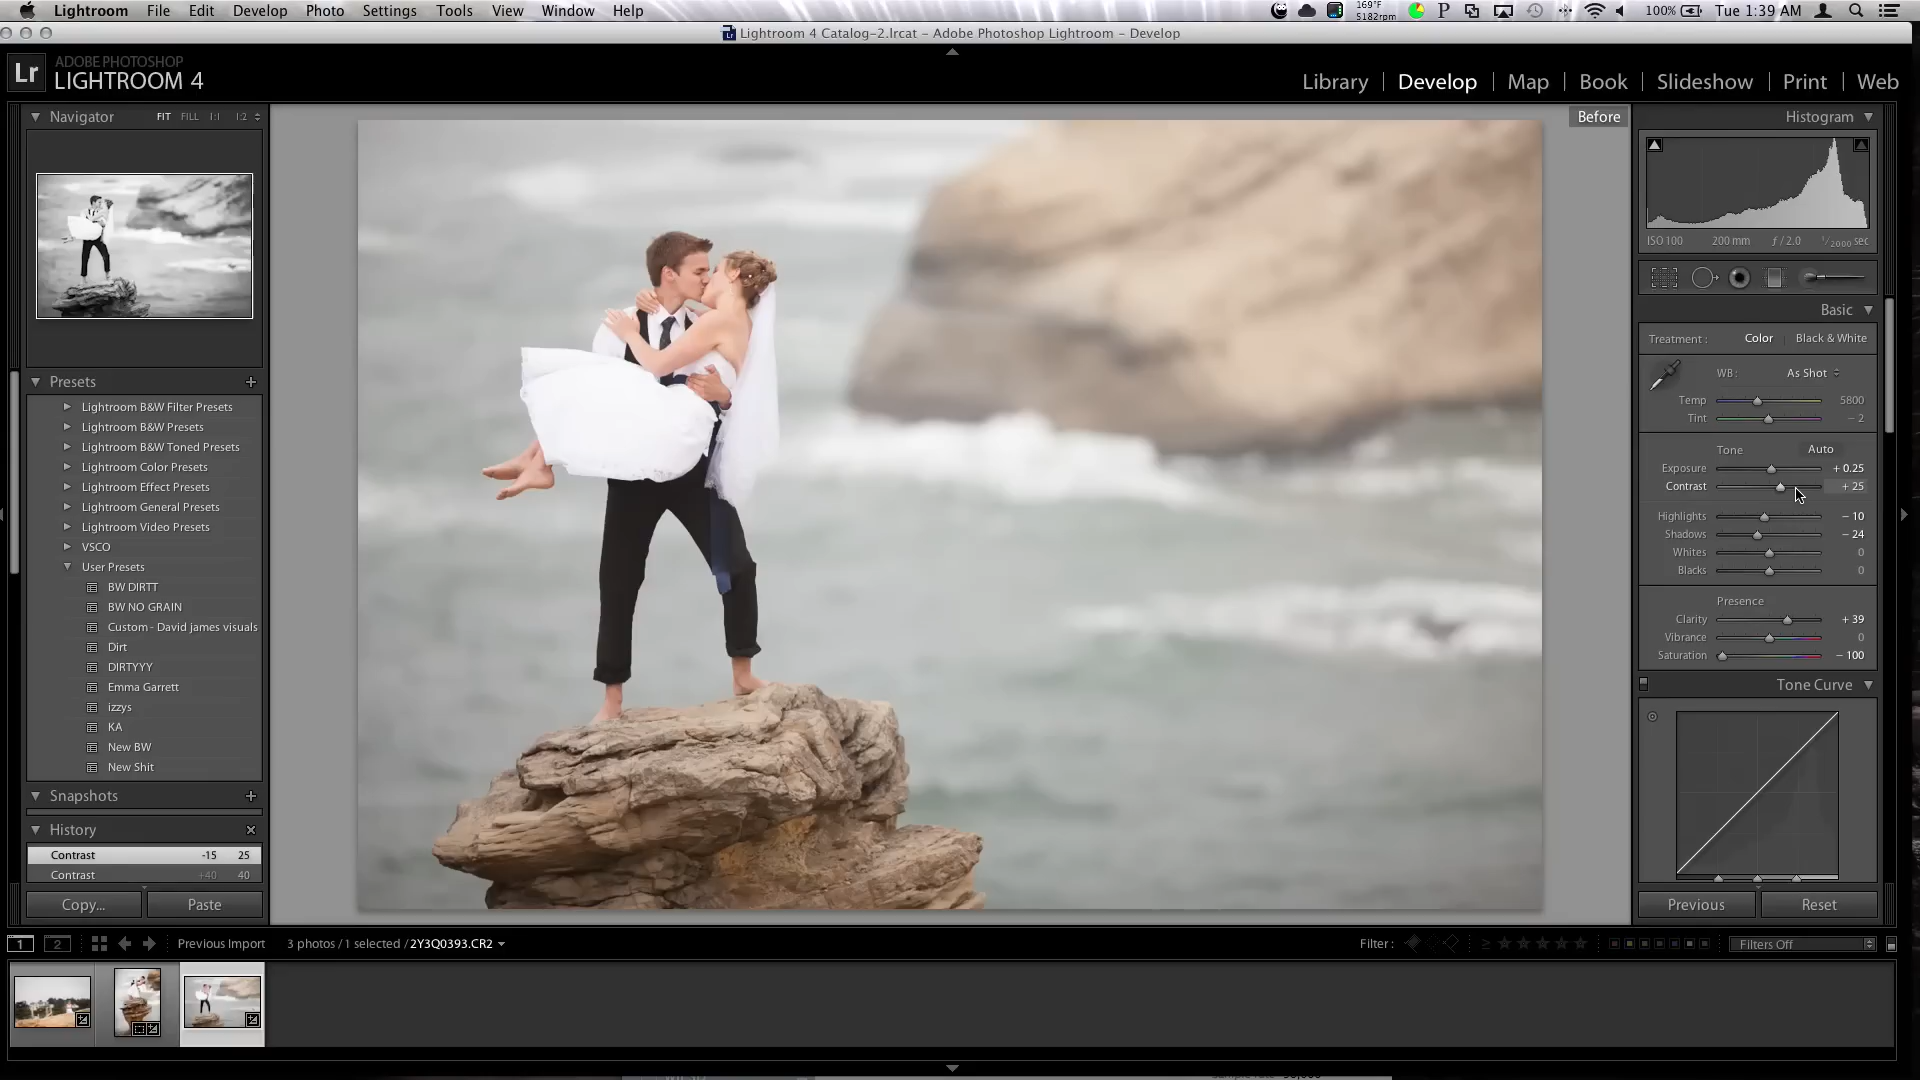 Lightroom File Edit Develop Photo Settings Tools View Window Help
169°F
5182rpm
P
100%
Tue 1:39 AM
Lightroom 4 Catalog-2.lrcat – Adobe Photoshop Lightroom – Develop
Lr
ADOBE PHOTOSHOP
LIGHTROOM 4
Library | Develop | Map | Book | Slideshow | Print | Web
Navigator FIT FILL 1:1 1:2
Presets +
Lightroom B&W Filter Presets
Lightroom B&W Presets
Lightroom B&W Toned Presets
Lightroom Color Presets
Lightroom Effect Presets
Lightroom General Presets
Lightroom Video Presets
VSCO
User Presets
BW DIRTT
BW NO GRAIN
Custom - David james visuals
Dirt
DIRTYYY
Emma Garrett
izzys
KA
New BW
New Shit
Snapshots +
History ×
Contrast -15 25
Contrast +40 40
Copy... Paste
Before
Histogram
ISO 100 200 mm ƒ / 2.0 1/2000 sec
Basic
Treatment : Color | Black & White
WB : As Shot
Temp 5800
Tint – 2
Tone Auto
Exposure + 0.25
Contrast + 25
Highlights – 10
Shadows – 24
Whites 0
Blacks 0
Presence
Clarity + 39
Vibrance 0
Saturation – 100
Tone Curve
Previous Reset
1 2 Previous Import 3 photos / 1 selected / 2Y3Q0393.CR2
Filter : ≥ Filters Off